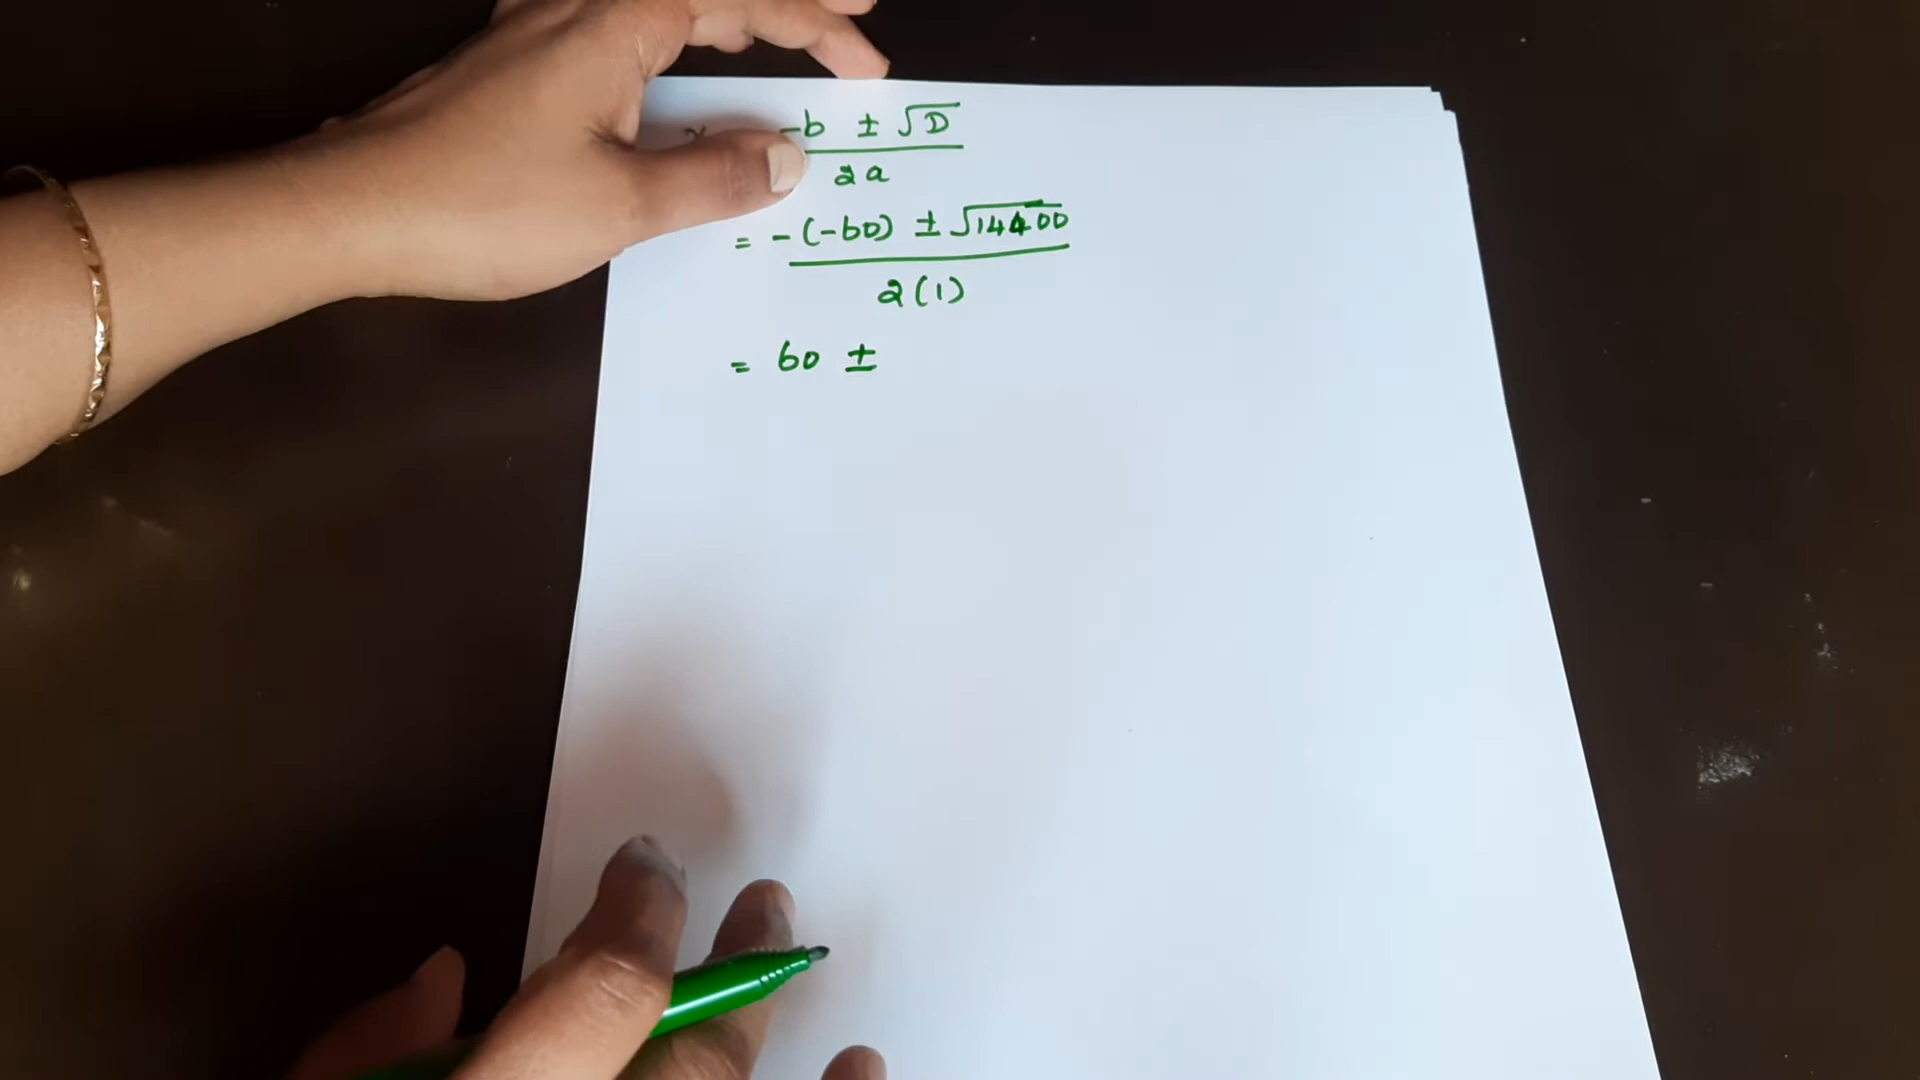 x -b ± √D
2a
= -(-60) ± √14400
2(1)
= 60 ±